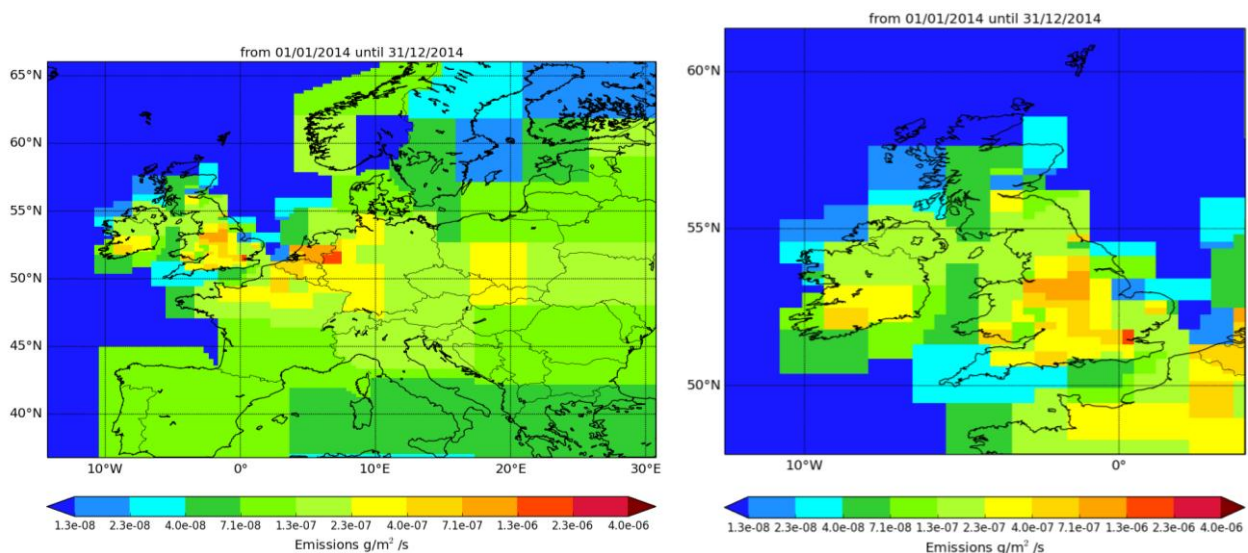 from 01/01/2014 until 31/12/2014
65°N
60°N
55°N
50°N
45°N
40°N
10°W 0° 10°E 20°E 30°E
1.3e-08 2.3e-08 4.0e-08 7.1e-08 1.3e-07 2.3e-07 4.0e-07 7.1e-07 1.3e-06 2.3e-06 4.0e-06
Emissions g/m² /s
from 01/01/2014 until 31/12/2014
60°N
55°N
50°N
10°W 0°
1.3e-08 2.3e-08 4.0e-08 7.1e-08 1.3e-07 2.3e-07 4.0e-07 7.1e-07 1.3e-06 2.3e-06 4.0e-06
Emissions g/m² /s